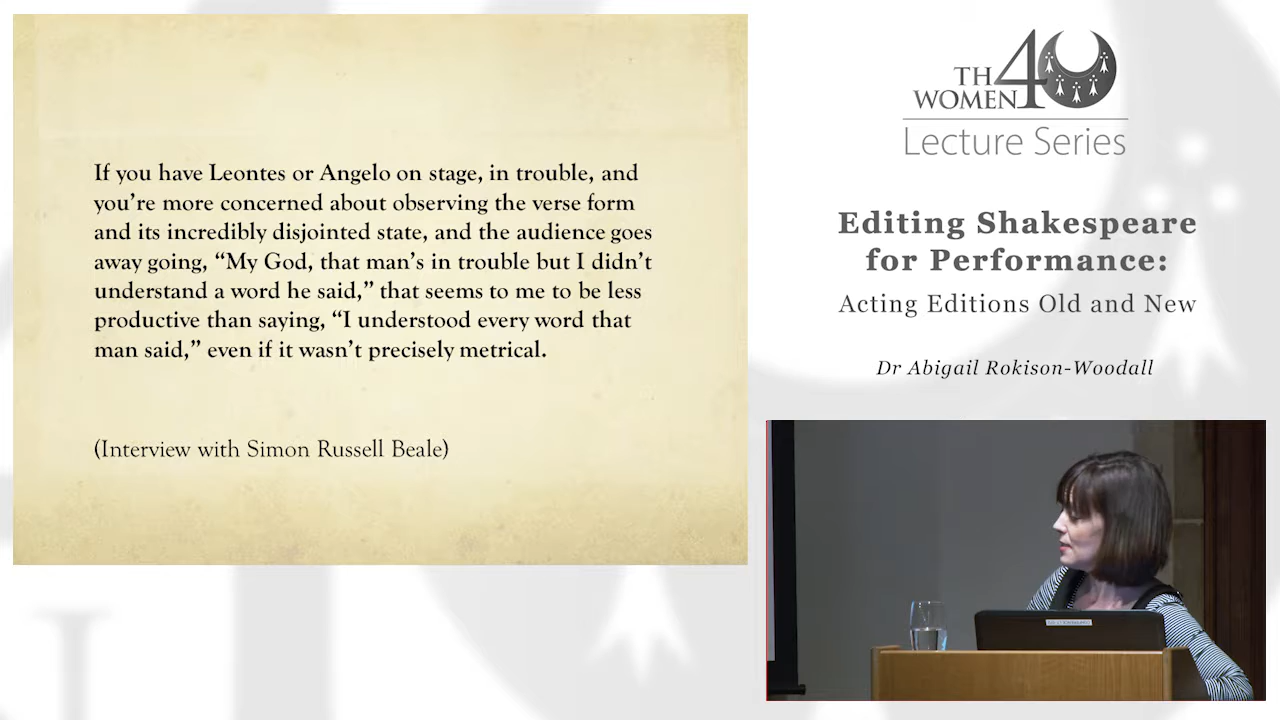 If you have Leontes or Angelo on stage, in trouble, and
you're more concerned about observing the verse form
and its incredibly disjointed state, and the audience goes
away going, “My God, that man's in trouble but I didn't
understand a word he said,” that seems to me to be less
productive than saying, “I understood every word that
man said,” even if it wasn't precisely metrical.
(Interview with Simon Russell Beale)
TH
WOMEN40
Lecture Series
Editing Shakespeare
for Performance:
Acting Editions Old and New
Dr Abigail Rokison-Woodall